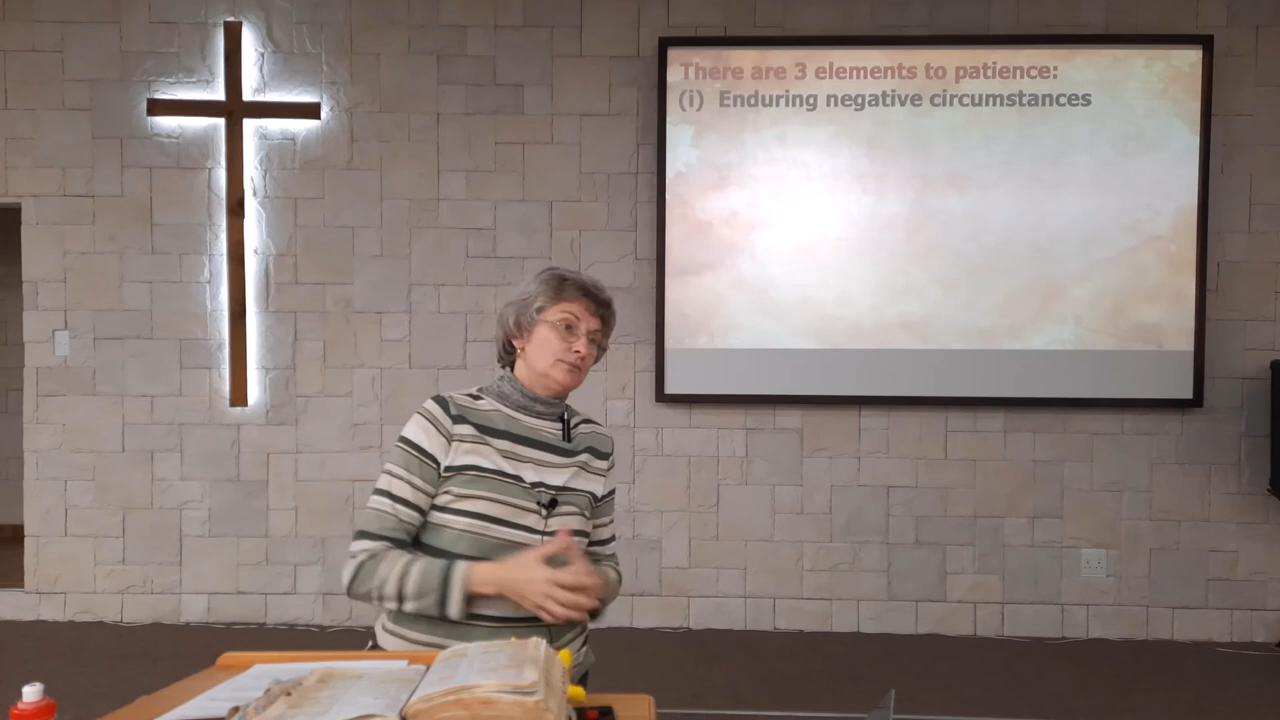 There are 3 elements to patience:
(i) Enduring negative circumstances